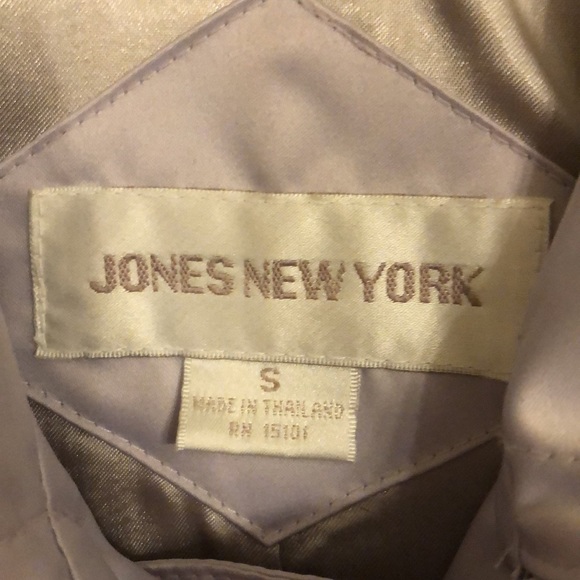 JONES NEW YORK
S
MADE IN THAILAND
RN 15101